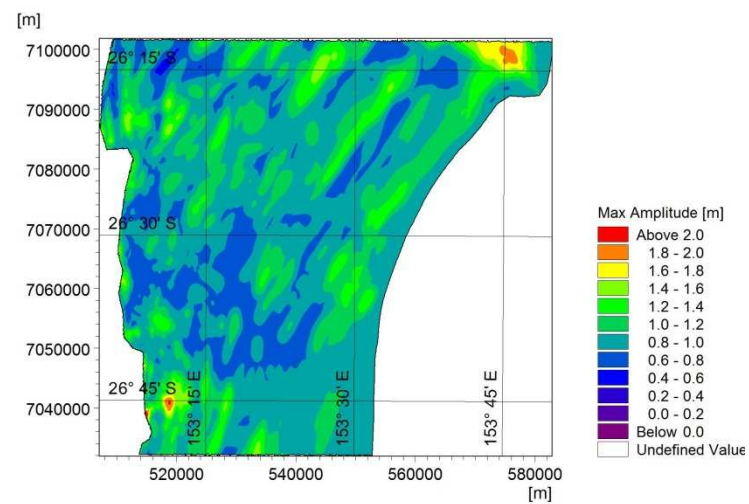 [m]
7100000
7090000
7080000
7070000
7060000
7050000
7040000
26° 15' S
26° 30' S
26° 45' S
153° 15' E
153° 30' E
153° 45' E
520000
540000
560000
580000
[m]
Max Amplitude [m]
Above 2.0
1.8 - 2.0
1.6 - 1.8
1.4 - 1.6
1.2 - 1.4
1.0 - 1.2
0.8 - 1.0
0.6 - 0.8
0.4 - 0.6
0.2 - 0.4
0.0 - 0.2
Below 0.0
Undefined Value